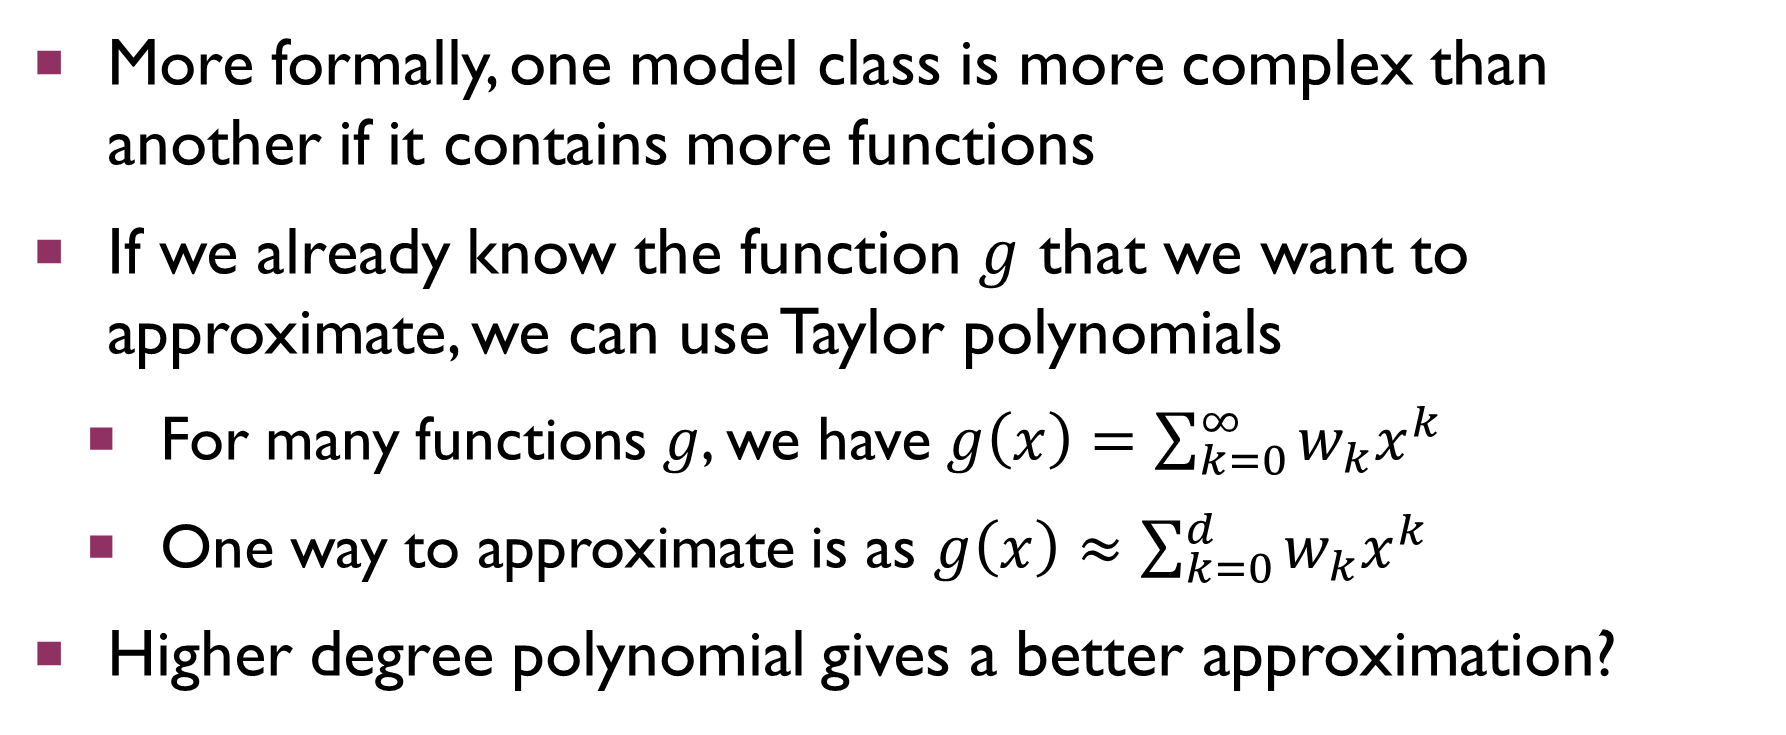 ▪ More formally, one model class is more complex than
another if it contains more functions
▪ If we already know the function g that we want to
approximate, we can use Taylor polynomials
▪ For many functions g, we have g(x) = ∑_{k=0}^{∞} w_k x^k
▪ One way to approximate is as g(x) ≈ ∑_{k=0}^{d} w_k x^k
▪ Higher degree polynomial gives a better approximation?